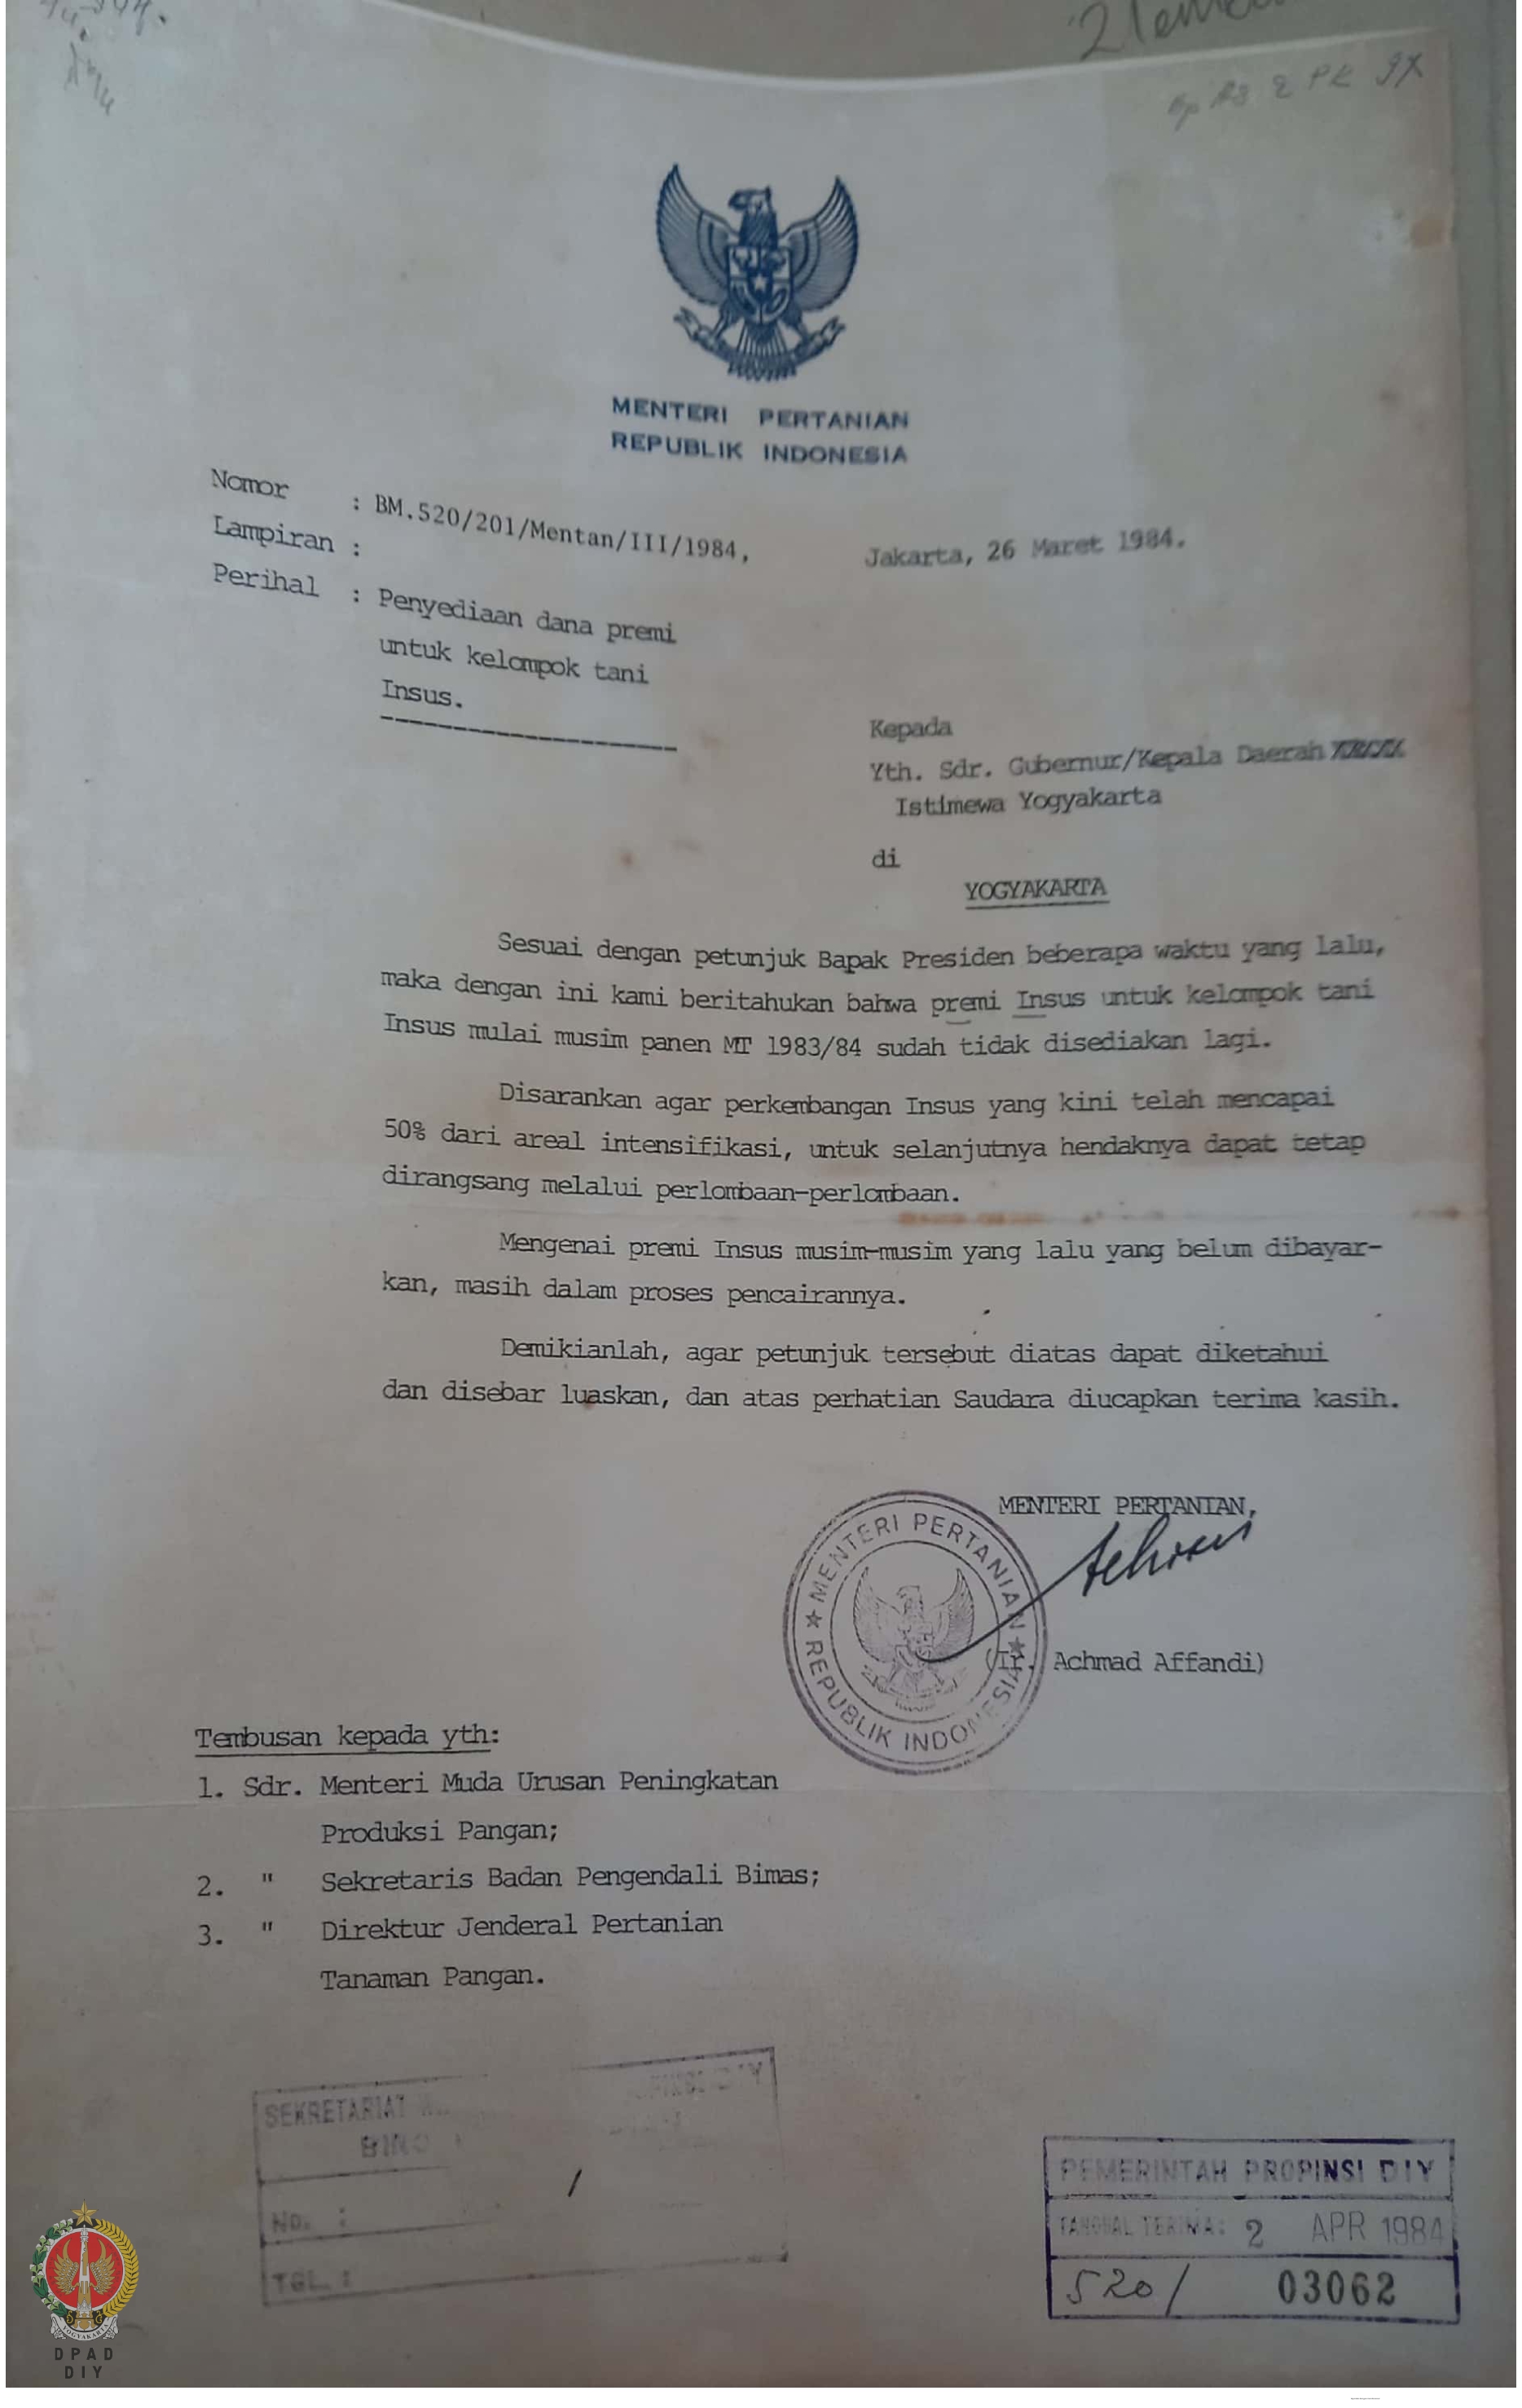 2
MENTERI PERTANIAN
REPUBLIK INDONESIA
Nomor : BM.520/201/Mentan/III/1984,
Jakarta, 26 Maret 1984.
Lampiran :
Perihal : Penyediaan dana premi
untuk kelompok tani
Insus.
Kepada
Yth. Sdr. Gubernur/Kepala Daerah
Istimewa Yogyakarta
di
YOGYAKARTA
Sesuai dengan petunjuk Bapak Presiden beberapa waktu yang lalu,
maka dengan ini kami beritahukan bahwa premi Insus untuk kelompok tani
Insus mulai musim panen MT 1983/84 sudah tidak disediakan lagi.
Disarankan agar perkembangan Insus yang kini telah mencapai
50% dari areal intensifikasi, untuk selanjutnya hendaknya dapat tetap
dirangsang melalui perlombaan-perlombaan.
Mengenai premi Insus musim-musim yang lalu yang belum dibayar-
kan, masih dalam proses pencairannya.
Demikianlah, agar petunjuk tersebut diatas dapat diketahui
dan disebar luaskan, dan atas perhatian Saudara diucapkan terima kasih.
MENTERI PERTANIAN,
MENTERI PERTANIAN
REPUBLIK INDONESIA
(Ir. Achmad Affandi)
Tembusan kepada yth:
1. Sdr. Menteri Muda Urusan Peningkatan
Produksi Pangan;
2. " Sekretaris Badan Pengendali Bimas;
3. " Direktur Jenderal Pertanian
Tanaman Pangan.
SEKRETARIAT
BIRO
NO. :
TGL. :
PEMERINTAH PROPINSI DIY
TANGGAL TERIMA: 2 APR 1984
520/ 03062
YOGYAKARTA
DPAD
DIY